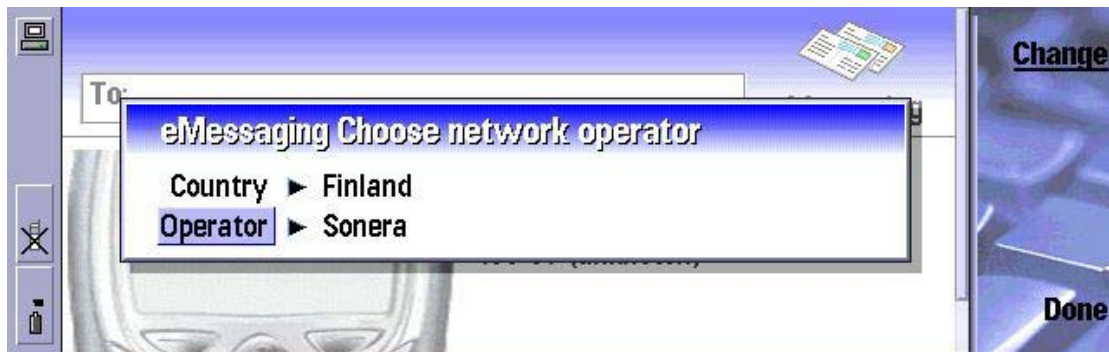 Change
To:
eMessaging Choose network operator
Country ► Finland
Operator ► Sonera
Done